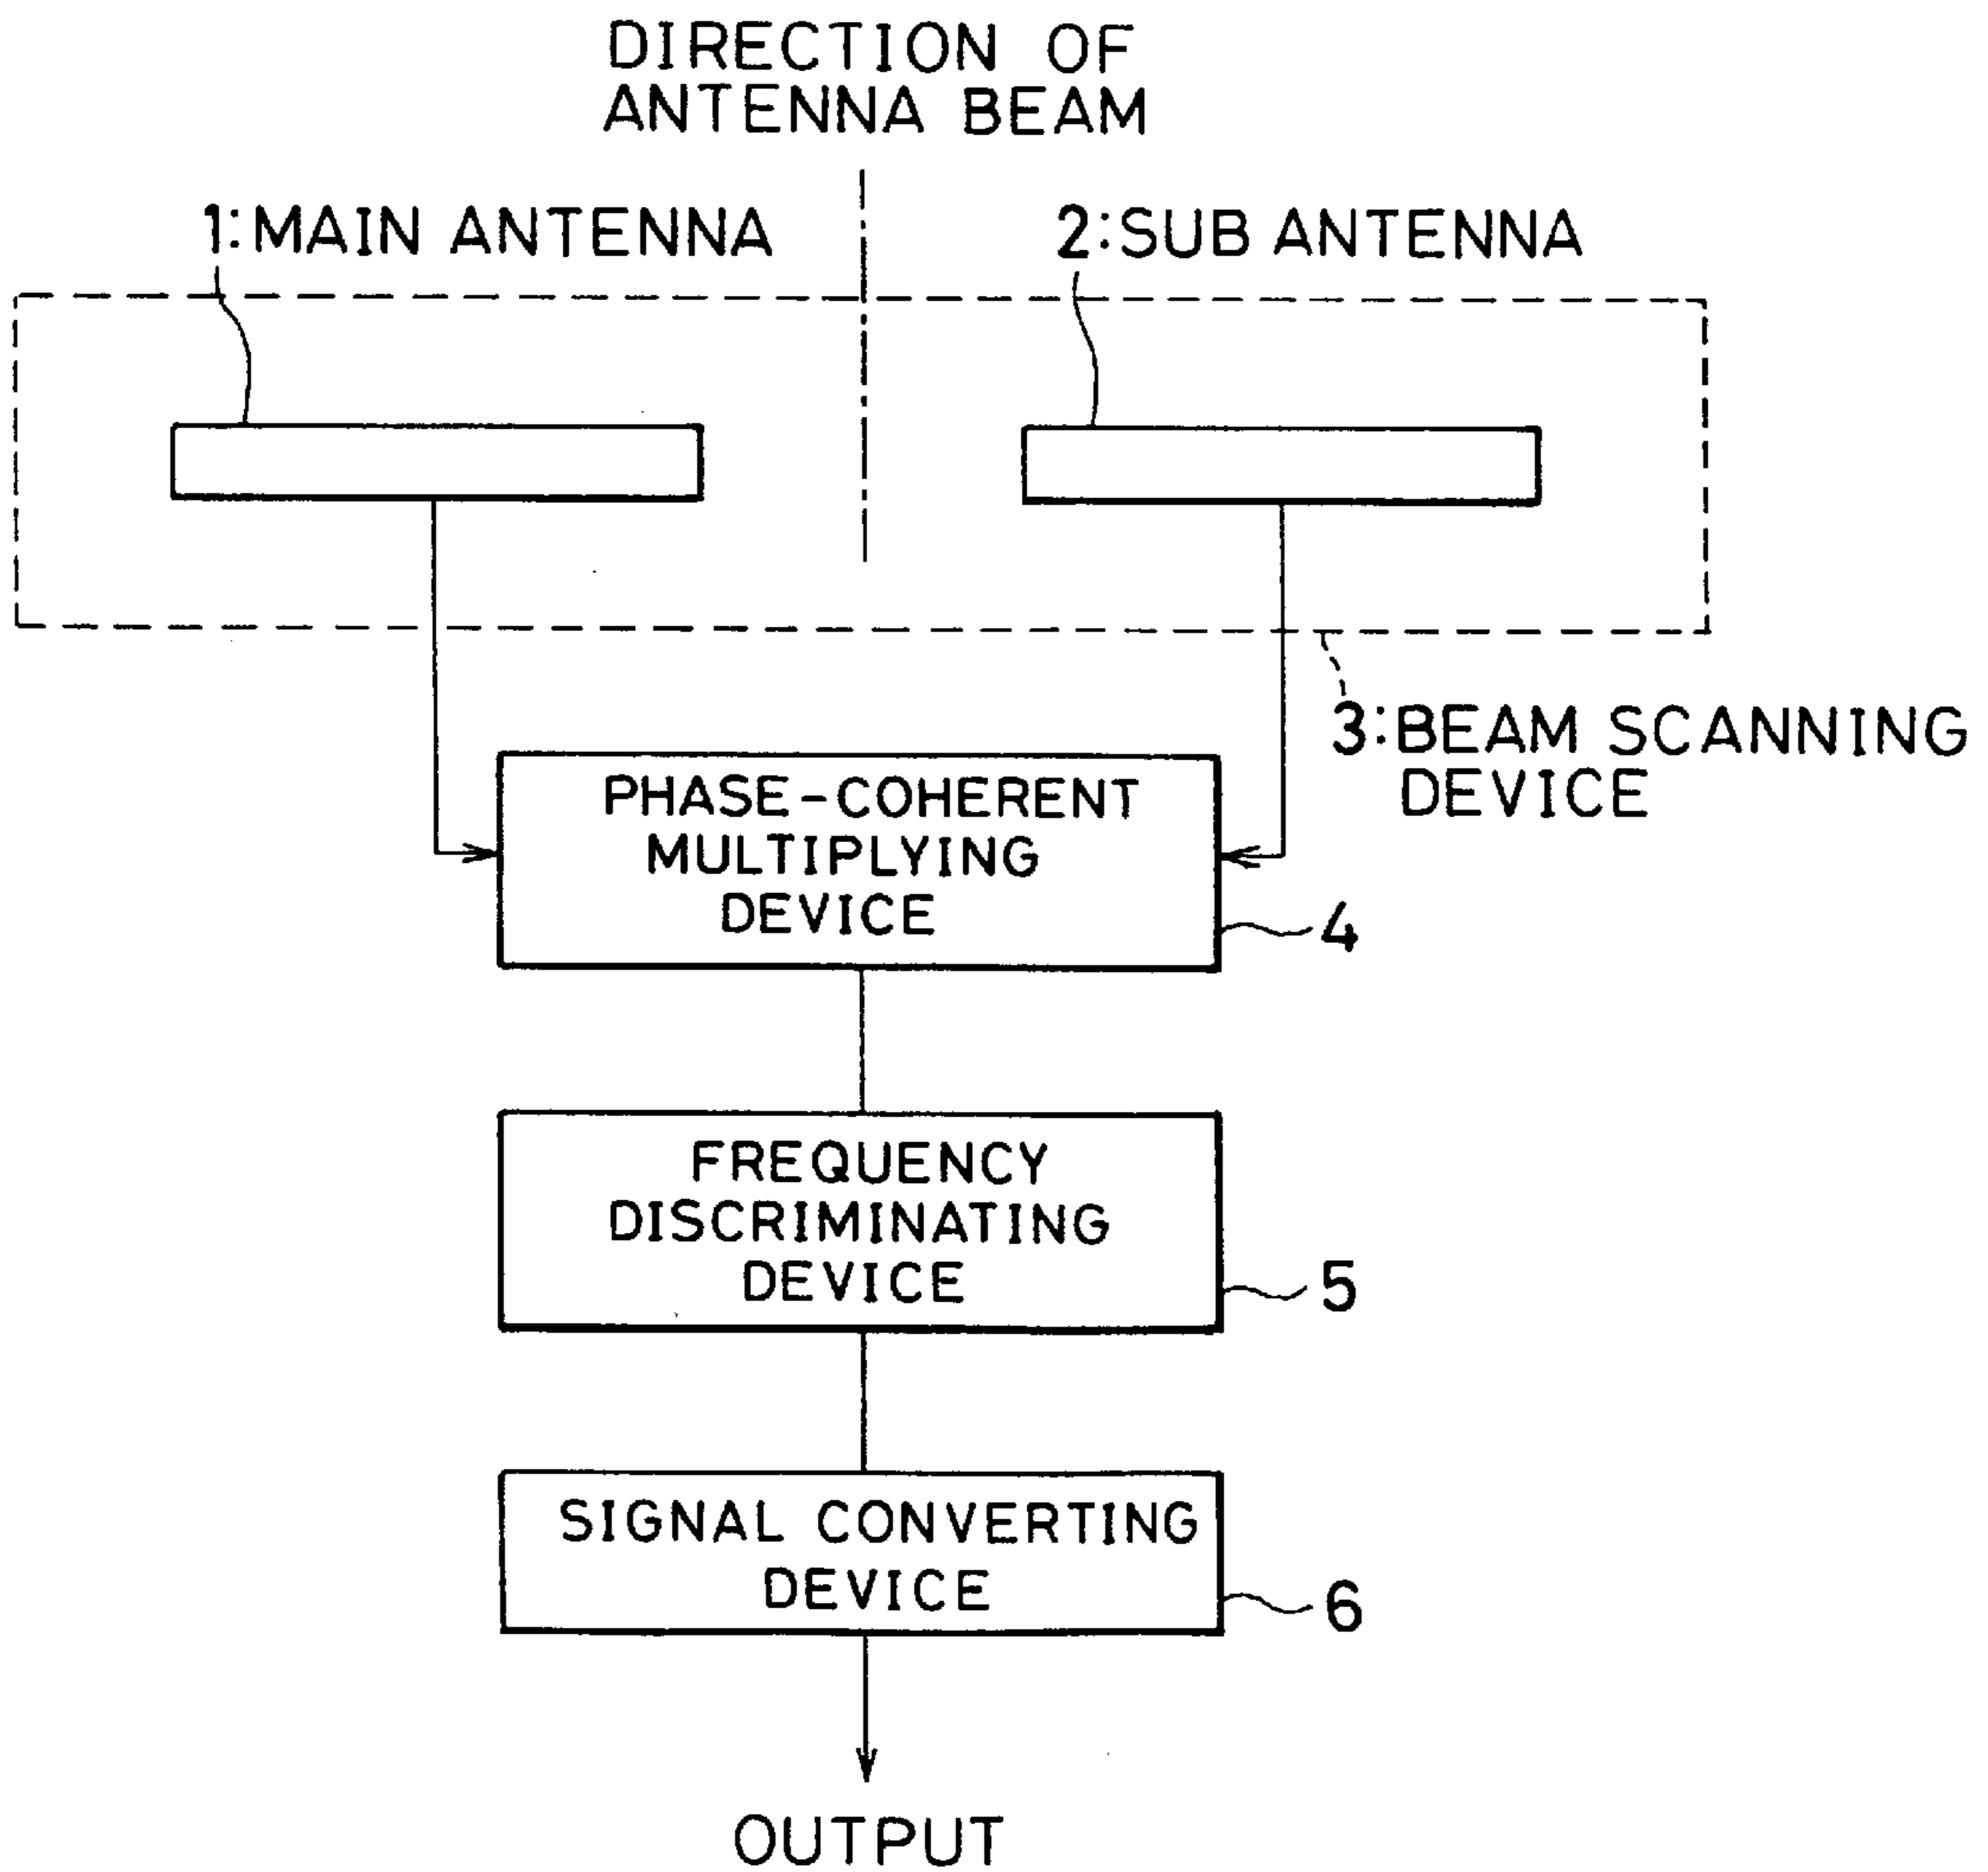 DIRECTION OF
ANTENNA BEAM
1:MAIN ANTENNA
2:SUB ANTENNA
3:BEAM SCANNING
DEVICE
PHASE-COHERENT
MULTIPLYING
DEVICE
4
FREQUENCY
DISCRIMINATING
DEVICE
5
SIGNAL CONVERTING
DEVICE
6
OUTPUT